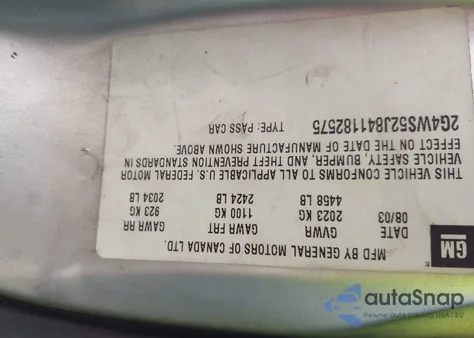 GM
MFD BY GENERAL MOTORS OF CANADA LTD.
DATE GVWR GAWR FRT GAWR RR
08/03 2023 KG 1100 KG 923 KG
4458 LB 2424 LB 2034 LB
THIS VEHICLE CONFORMS TO ALL APPLICABLE U.S. FEDERAL MOTOR
VEHICLE SAFETY, BUMPER, AND THEFT PREVENTION STANDARDS IN
EFFECT ON THE DATE OF MANUFACTURE SHOWN ABOVE.
2G4WS52J841182575 TYPE: PASS CAR
autoSnap